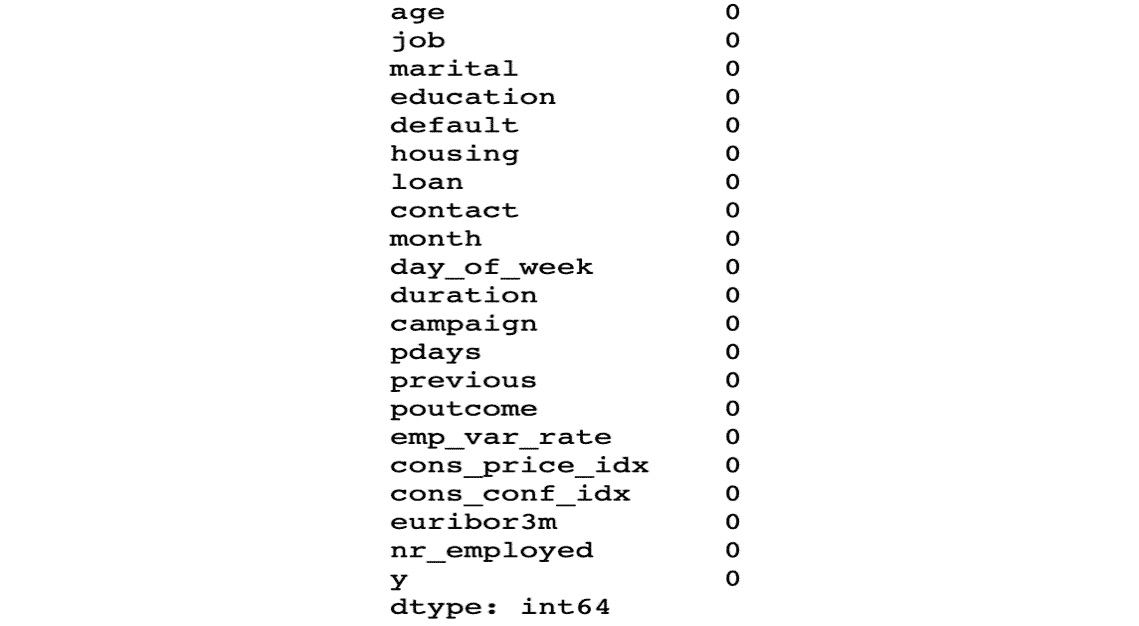 age 0
job 0
marital 0
education 0
default 0
housing 0
loan 0
contact 0
month 0
day_of_week 0
duration 0
campaign 0
pdays 0
previous 0
poutcome 0
emp_var_rate 0
cons_price_idx 0
cons_conf_idx 0
euribor3m 0
nr_employed 0
y 0
dtype: int64